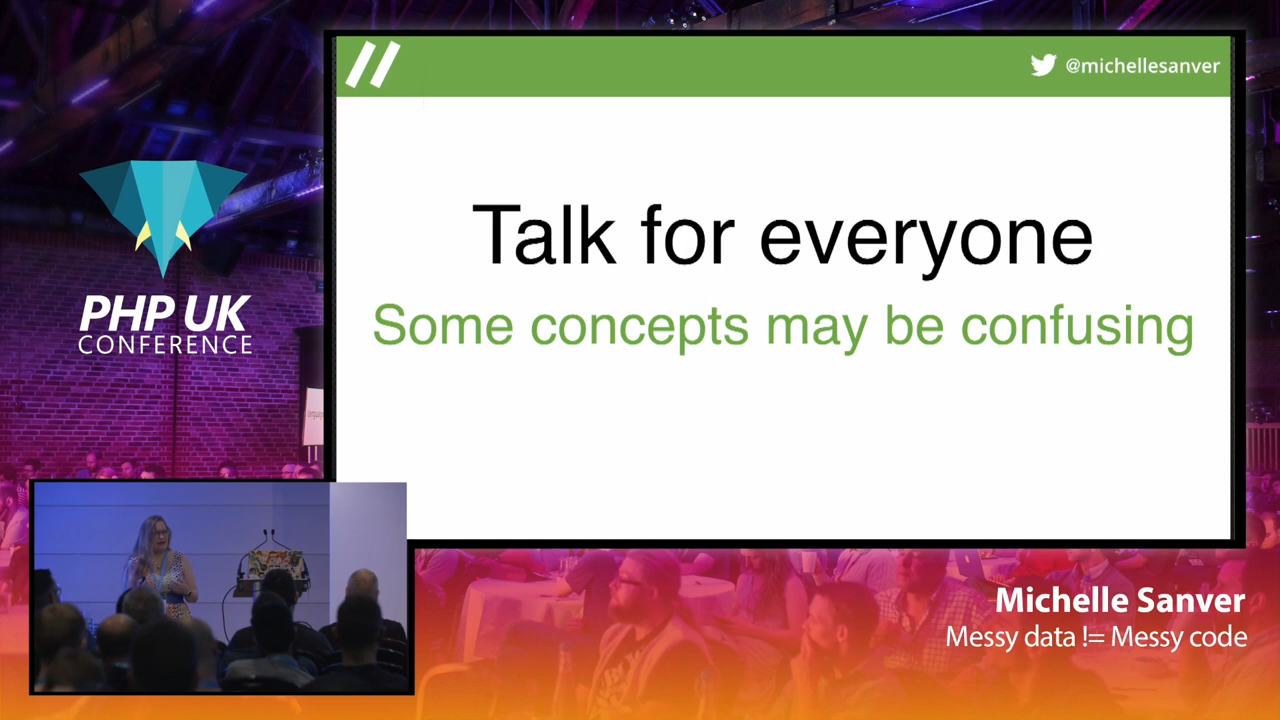 @michellesanver
Talk for everyone
Some concepts may be confusing
PHP UK
CONFERENCE
Michelle Sanver
Messy data != Messy code